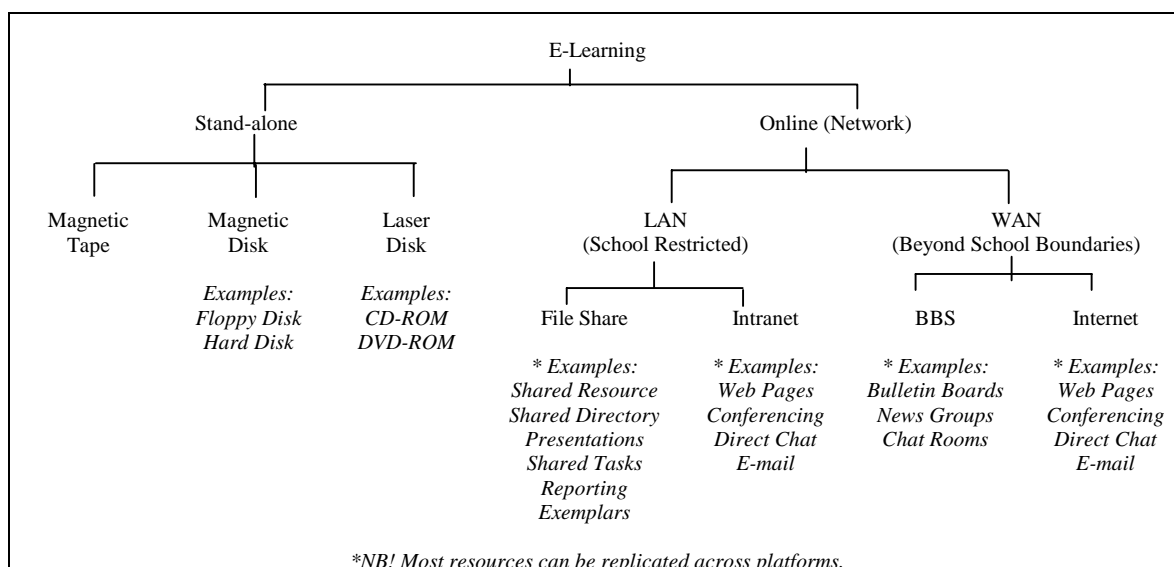 E-Learning
Stand-alone
Online (Network)
Magnetic
Tape
Magnetic
Disk
Examples:
Floppy Disk
Hard Disk
Laser
Disk
Examples:
CD-ROM
DVD-ROM
LAN
(School Restricted)
WAN
(Beyond School Boundaries)
File Share
* Examples:
Shared Resource
Shared Directory
Presentations
Shared Tasks
Reporting
Exemplars
Intranet
* Examples:
Web Pages
Conferencing
Direct Chat
E-mail
BBS
* Examples:
Bulletin Boards
News Groups
Chat Rooms
Internet
* Examples:
Web Pages
Conferencing
Direct Chat
E-mail
*NB! Most resources can be replicated across platforms.